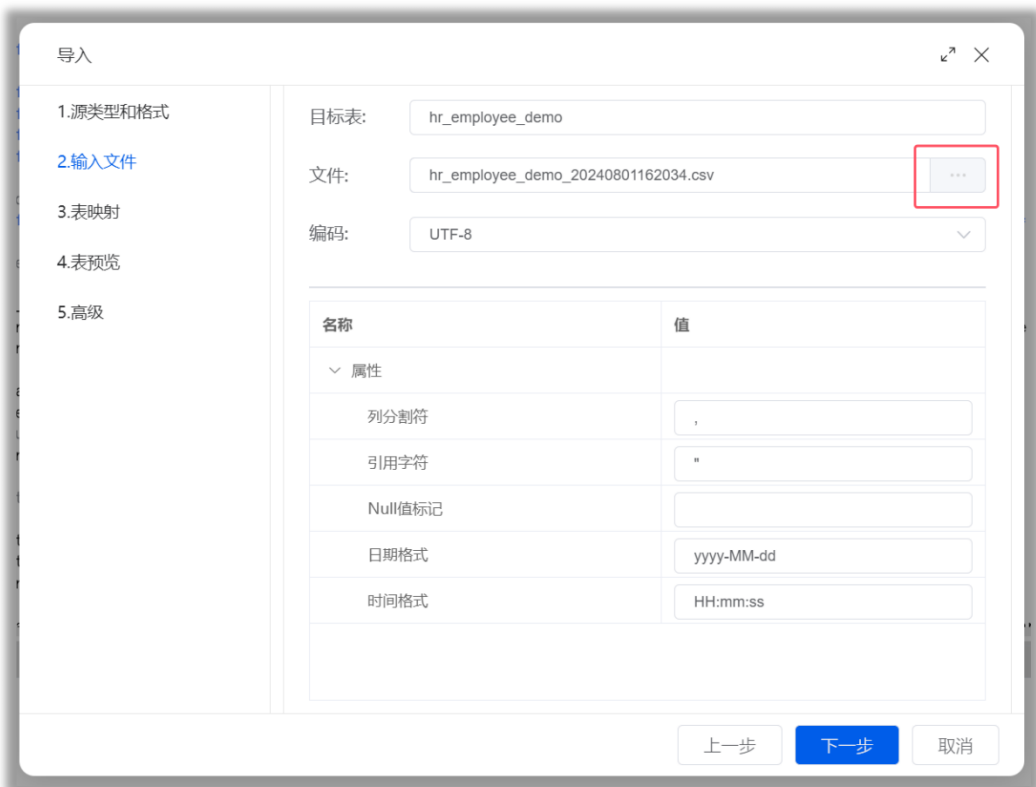 导入
1.源类型和格式
2.输入文件
3.表映射
4.表预览
5.高级
目标表: hr_employee_demo
文件: hr_employee_demo_20240801162034.csv ...
编码: UTF-8
名称 值
属性
列分割符 ,
引用字符 "
Null值标记
日期格式 yyyy-MM-dd
时间格式 HH:mm:ss
上一步 下一步 取消